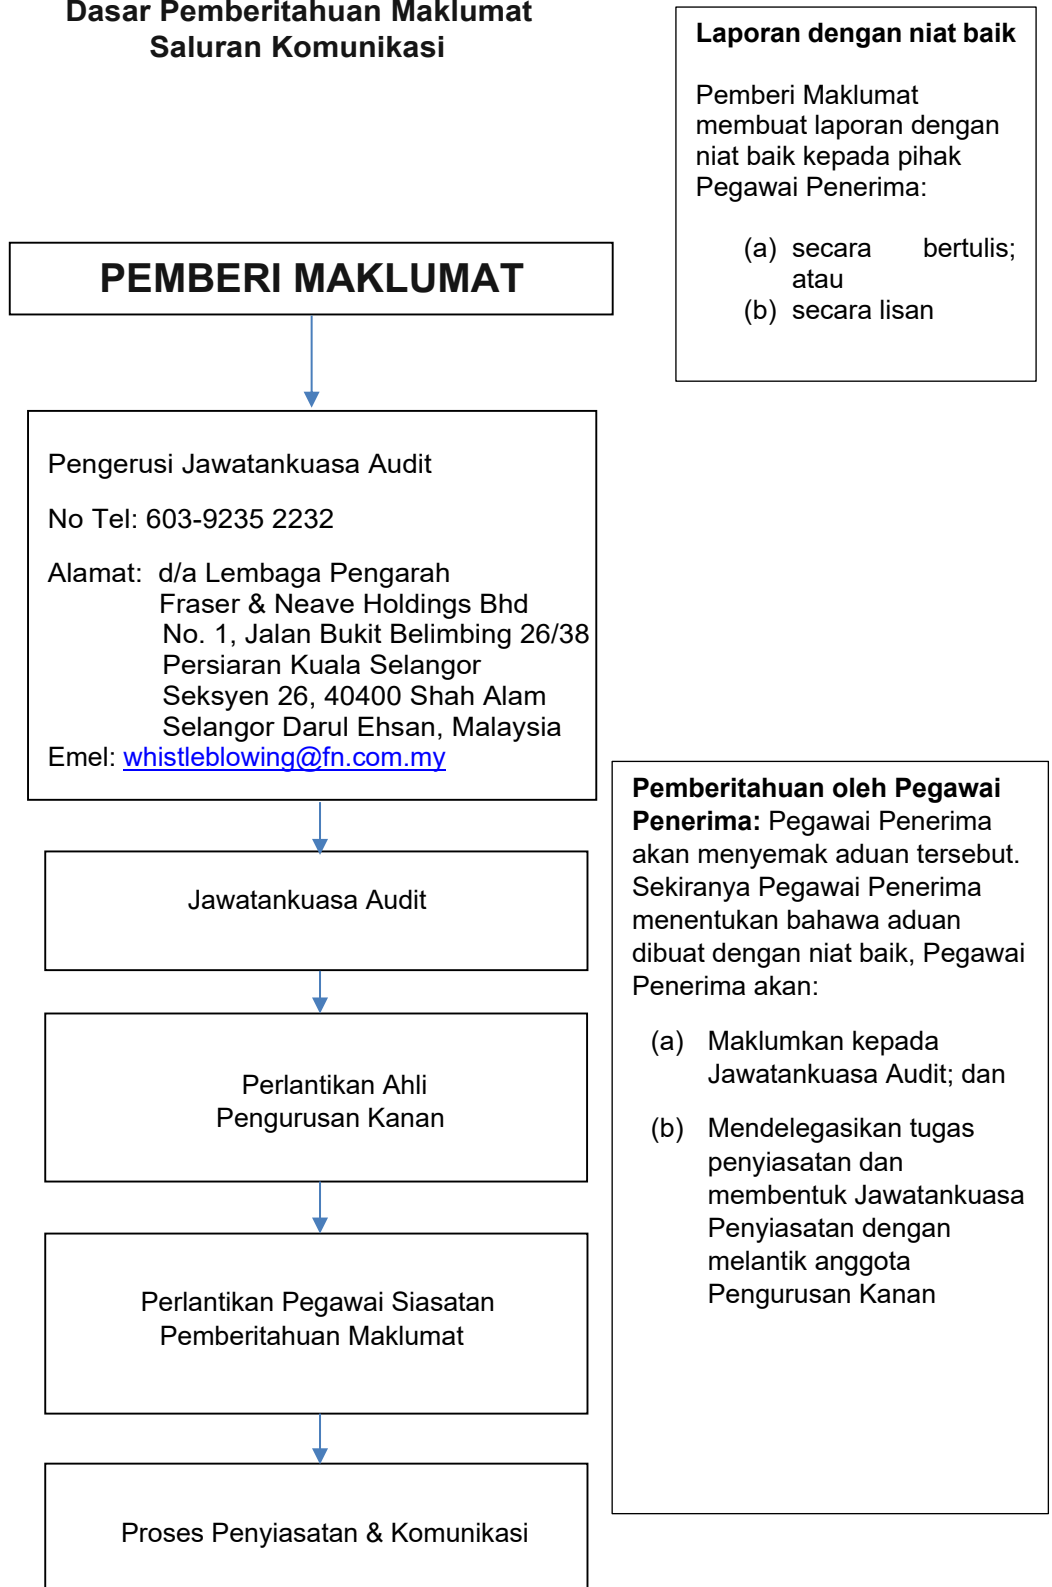 Dasar Pemberitahuan Maklumat
Saluran Komunikasi
Laporan dengan niat baik
Pemberi Maklumat
membuat laporan dengan
niat baik kepada pihak
Pegawai Penerima:
(a) secara bertulis;
atau
(b) secara lisan
PEMBERI MAKLUMAT
Pengerusi Jawatankuasa Audit
No Tel: 603-9235 2232
Alamat: d/a Lembaga Pengarah
Fraser & Neave Holdings Bhd
No. 1, Jalan Bukit Belimbing 26/38
Persiaran Kuala Selangor
Seksyen 26, 40400 Shah Alam
Selangor Darul Ehsan, Malaysia
Emel: whistleblowing@fn.com.my
Jawatankuasa Audit
Perlantikan Ahli
Pengurusan Kanan
Perlantikan Pegawai Siasatan
Pemberitahuan Maklumat
Proses Penyiasatan & Komunikasi
Pemberitahuan oleh Pegawai
Penerima: Pegawai Penerima
akan menyemak aduan tersebut.
Sekiranya Pegawai Penerima
menentukan bahawa aduan
dibuat dengan niat baik, Pegawai
Penerima akan:
(a) Maklumkan kepada
Jawatankuasa Audit; dan
(b) Mendelegasikan tugas
penyiasatan dan
membentuk Jawatankuasa
Penyiasatan dengan
melantik anggota
Pengurusan Kanan